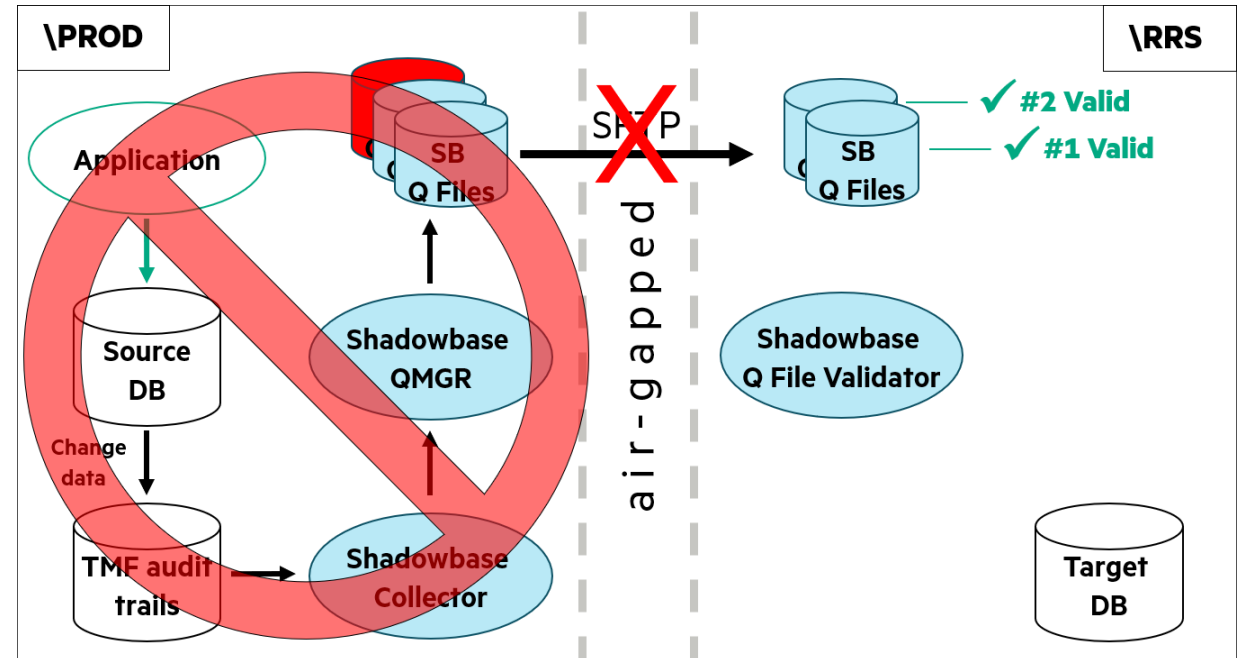 \PROD
\RRS
Application
SB
Q Files
Q
Q
SFTP
SB
Q Files
Q
#2 Valid
#1 Valid
Source
DB
Shadowbase
QMGR
air-gapped
Shadowbase
Q File Validator
Change
data
TMF audit
trails
Shadowbase
Collector
Target
DB